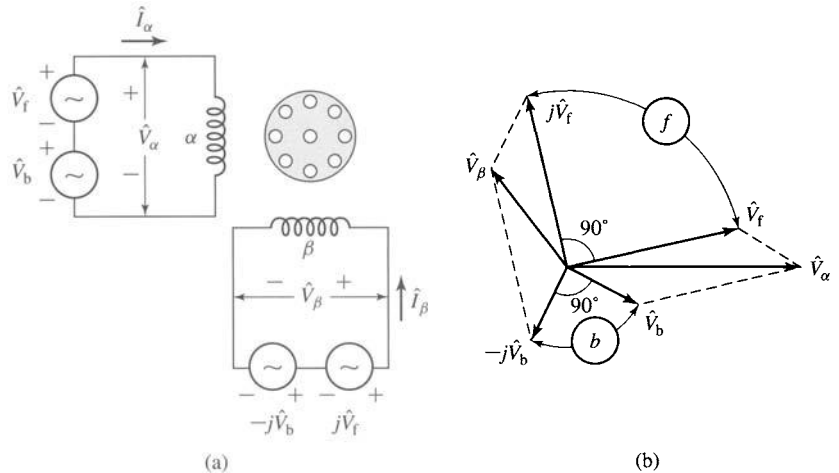 Î_α
+
V̂_f
−
+
V̂_b
−
+
V̂_α
−
α
β
−
V̂_β
+
Î_β
−
+
−
+
−jV̂_b
jV̂_f
(a)
jV̂_f
f
V̂_β
V̂_f
90°
V̂_α
90°
V̂_b
−jV̂_b
b
(b)